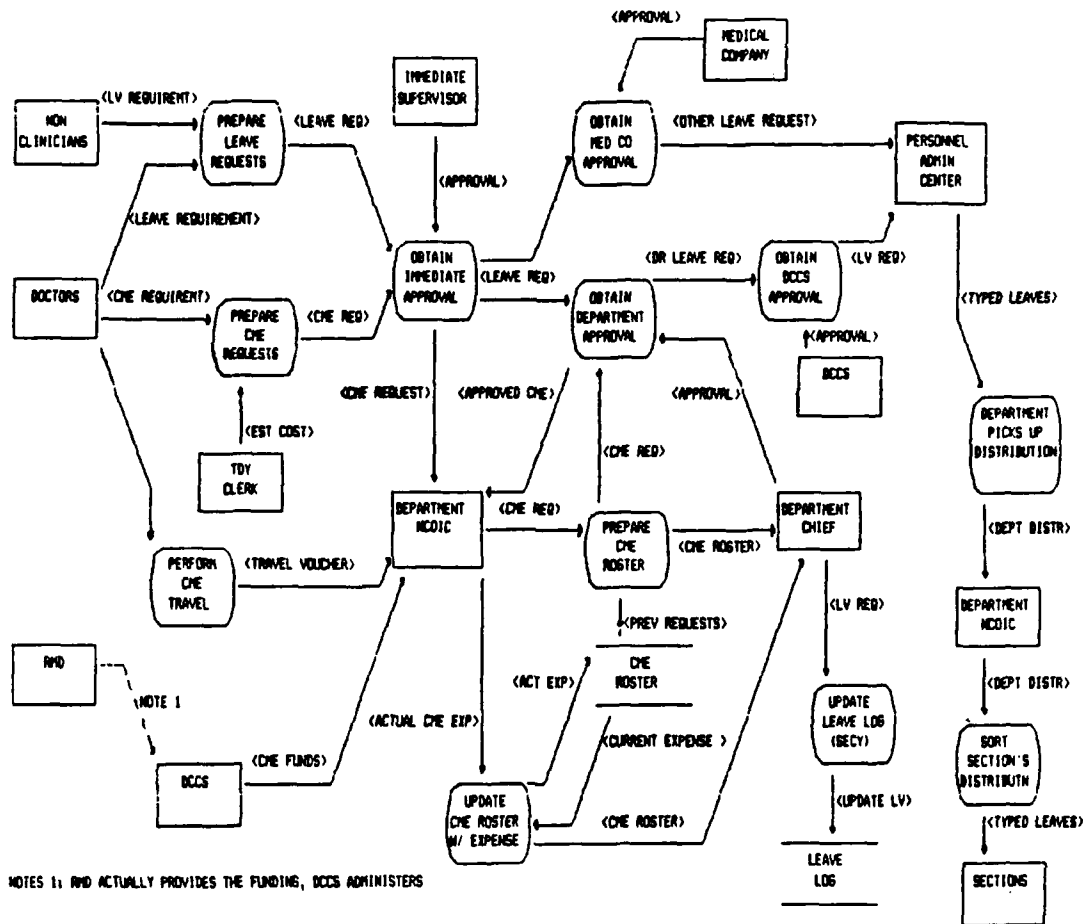 <APPROVAL>
MEDICAL
COMPANY
IMMEDIATE
SUPERVISOR
<LV REQUIRENT>
NON
CLINICIANS
PREPARE
LEAVE
REQUESTS
<LEAVE REQ>
OBTAIN
MED CO
APPROVAL
<OTHER LEAVE REQUEST>
PERSONNEL
ADMIN
CENTER
<APPROVAL>
<LEAVE REQUIREMENT>
OBTAIN
IMMEDIATE
APPROVAL
<LEAVE REQ>
<DR LEAVE REQ>
OBTAIN
DCCS
APPROVAL
<LV REQ>
DOCTORS
<CME REQUIRENT>
PREPARE
CME
REQUESTS
<CME REQ>
OBTAIN
DEPARTMENT
APPROVAL
<TYPED LEAVES>
<APPROVAL>
DCCS
<CME REQUEST>
<APPROVED CME>
<APPROVAL>
DEPARTMENT
PICKS UP
DISTRIBUTION
<EST COST>
<CME REQ>
TDY
CLERK
DEPARTMENT
NCOIC
<CME REQ>
PREPARE
CME
ROSTER
<CME ROSTER>
DEPARTMENT
CHIEF
<DEPT DISTR>
PERFORM
CME
TRAVEL
<TRAVEL VOUCHER>
<LV REQ>
DEPARTMENT
NCOIC
<PREV REQUESTS>
RMD
CME
ROSTER
<ACT EXP>
<DEPT DISTR>
NOTE 1
<ACTUAL CME EXP>
UPDATE
LEAVE LOG
(SECY)
<CURRENT EXPENSE >
SORT
SECTION'S
DISTRIBUTN
DCCS
<CME FUNDS>
UPDATE
CME ROSTER
W/ EXPENSE
<CME ROSTER>
<UPDATE LV>
<TYPED LEAVES>
LEAVE
LOG
SECTIONS
NOTES 1: RMD ACTUALLY PROVIDES THE FUNDING, DCCS ADMINISTERS